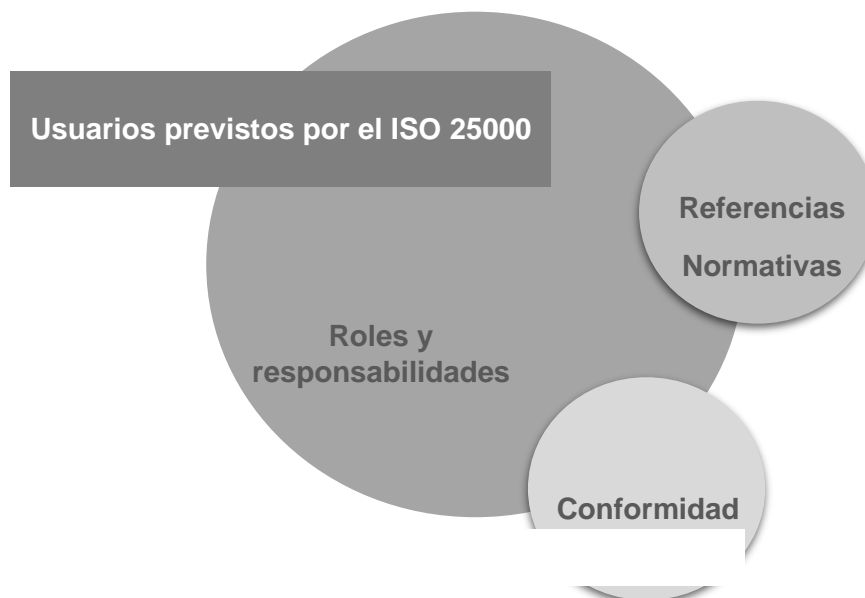 Usuarios previstos por el ISO 25000
Referencias
Normativas
Roles y
responsabilidades
Conformidad